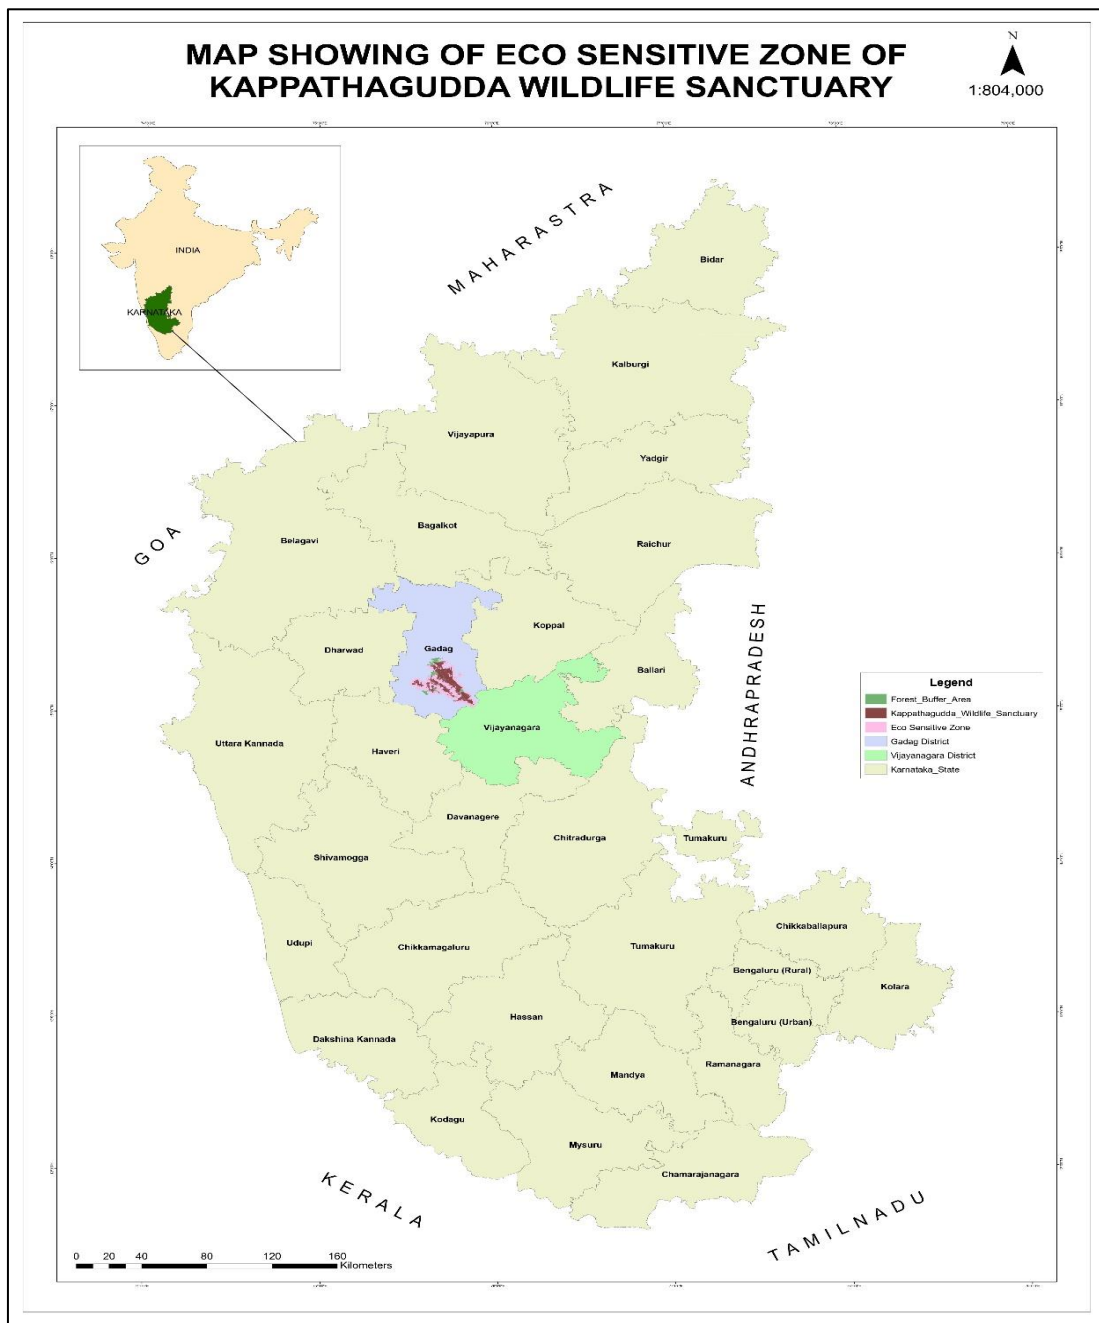 MAP SHOWING OF ECO SENSITIVE ZONE OF
KAPPATHAGUDDA WILDLIFE SANCTUARY
N
1:804,000
INDIA
KARNATAKA
MAHARASTRA
GOA
ANDHRAPRADESH
KERALA
TAMILNADU
Bidar
Kalburgi
Vijayapura
Yadgir
Bagalkot
Belagavi
Raichur
Koppal
Gadag
Dharwad
Ballari
Vijayanagara
Uttara Kannada
Haveri
Davanagere
Chitradurga
Tumakuru
Shivamogga
Chikkaballapura
Udupi
Chikkamagaluru
Tumakuru
Bengaluru (Rural)
Kolara
Hassan
Bengaluru (Urban)
Dakshina Kannada
Ramanagara
Mandya
Kodagu
Mysuru
Chamarajanagara
Legend
Forest_Buffer_Area
Kappathagudda_Wildlife_Sanctuary
Eco Sensitive Zone
Gadag District
Vijayanagara District
Karnataka_State
0 20 40 80 120 160
Kilometers